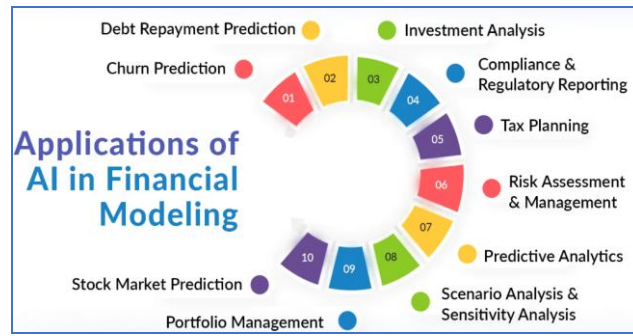 Applications of
AI in Financial
Modeling
01
Churn Prediction
02
Debt Repayment Prediction
03
Investment Analysis
04
Compliance &
Regulatory Reporting
05
Tax Planning
06
Risk Assessment
& Management
07
Predictive Analytics
08
Scenario Analysis &
Sensitivity Analysis
09
Portfolio Management
10
Stock Market Prediction